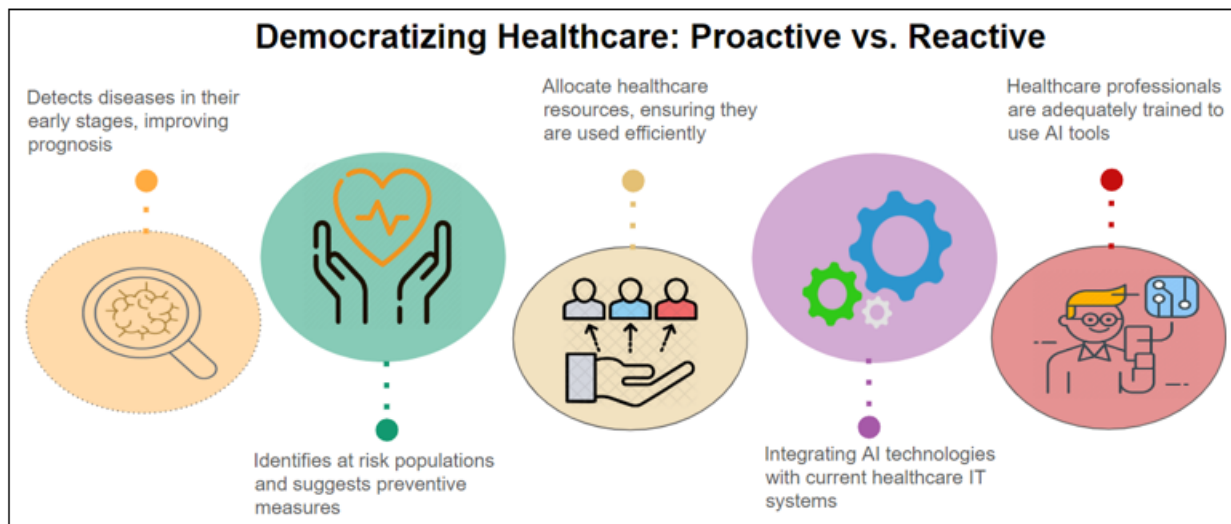 Democratizing Healthcare: Proactive vs. Reactive
Detects diseases in their
early stages, improving
prognosis
Identifies at risk populations
and suggests preventive
measures
Allocate healthcare
resources, ensuring they
are used efficiently
Integrating AI technologies
with current healthcare IT
systems
Healthcare professionals
are adequately trained to
use AI tools